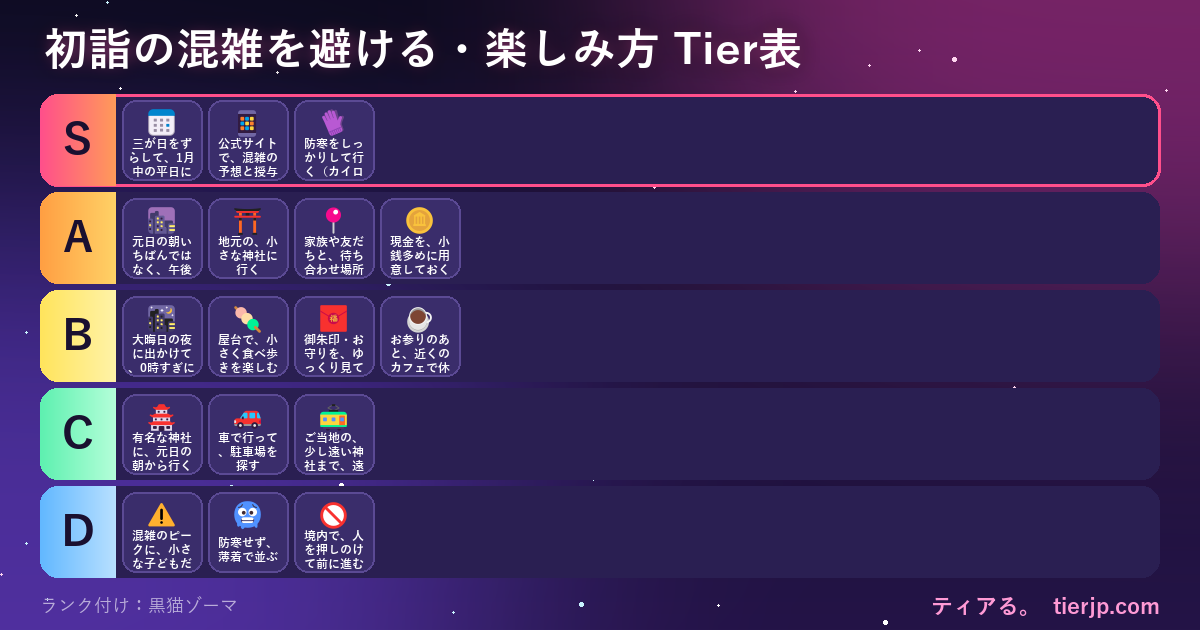 初詣の混雑を避ける・楽しみ方 Tier表
S
三が日をず
らして、1月
中の平日に
公式サイト
で、混雑の
予想と授与
防寒をしっ
かりして行
く（カイロ
A
元日の朝い
ちばんでは
なく、午後
地元の、小
さな神社に
行く
家族や友だ
ちと、待ち
合わせ場所
現金を、小
銭多めに用
意しておく
B
大晦日の夜
に出かけて
、0時すぎに
屋台で、小
さく食べ歩
きを楽しむ
御朱印・お
守りを、ゆ
っくり見て
お参りのあ
と、近くの
カフェで休
C
有名な神社
に、元日の
朝から行く
車で行って
、駐車場を
探す
ご当地の、
少し遠い神
社まで、遠
D
混雑のピー
クに、小さ
な子どもだ
防寒せず、
薄着で並ぶ
境内で、人
を押しのけ
て前に進む
ランク付け：黒猫ゾーマ
ティアる。 tierjp.com